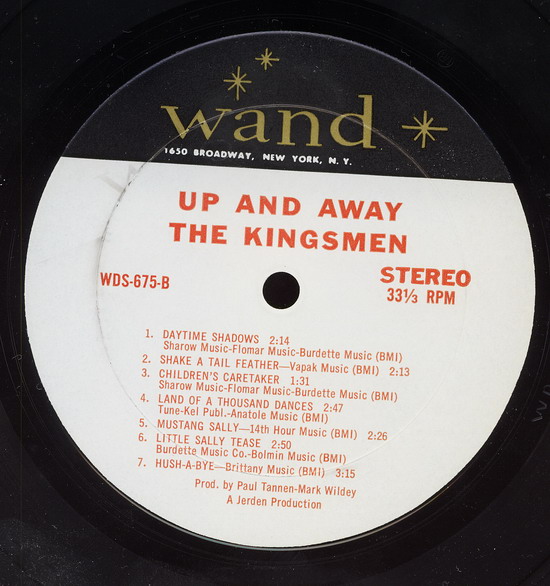 wand
1650 BROADWAY, NEW YORK, N. Y.
UP AND AWAY
THE KINGSMEN
WDS-675-B
STEREO
33⅓ RPM
1. DAYTIME SHADOWS 2:14
Sharow Music-Flomar Music-Burdette Music (BMI)
2. SHAKE A TAIL FEATHER—Vapak Music (BMI) 2:13
3. CHILDREN'S CARETAKER 1:31
Sharow Music-Flomar Music-Burdette Music (BMI)
4. LAND OF A THOUSAND DANCES 2:47
Tune-Kel Publ.-Anatole Music (BMI)
5. MUSTANG SALLY—14th Hour Music (BMI) 2:26
6. LITTLE SALLY TEASE 2:50
Burdette Music Co.-Bolmin Music (BMI)
7. HUSH-A-BYE—Brittany Music (BMI) 3:15
Prod. by Paul Tannen-Mark Wildey
A Jerden Production